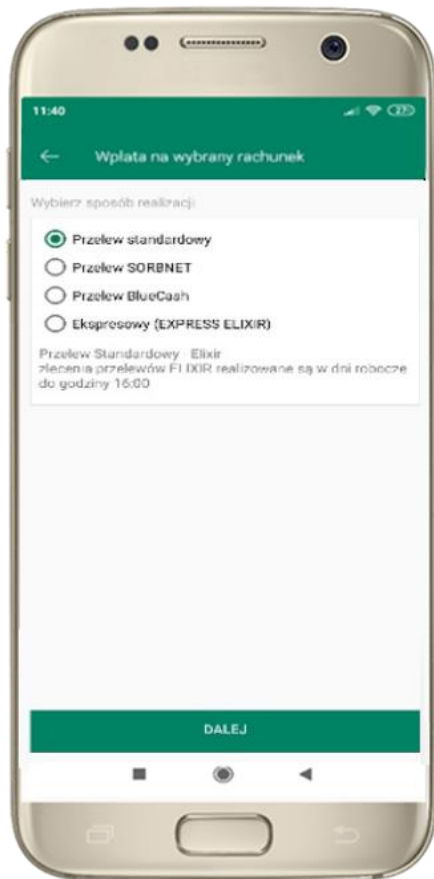 11:40
27
Wpłata na wybrany rachunek
Wybierz sposób realizacji
Przelew standardowy
Przelew SORBNET
Przelew BlueCash
Ekspresowy (EXPRESS ELIXIR)
Przelew Standardowy - Elixir
zlecenia przelewów ELIXIR realizowane są w dni robocze
do godziny 16:00
DALEJ